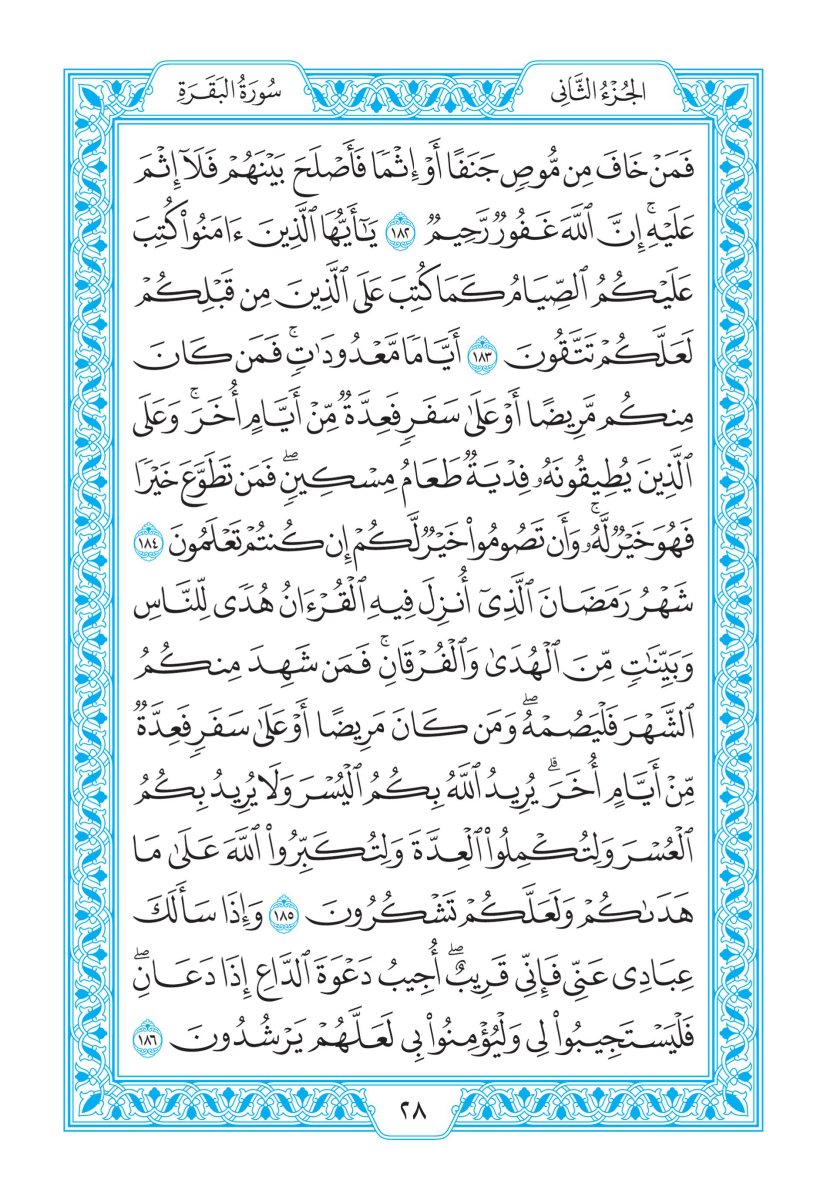 الجُزْءُ الثَّانِي
سُورَةُ البَقَرَةِ
فَمَنْ خَافَ مِن مُّوصٖ جَنَفًا أَوۡ إِثۡمٗا فَأَصۡلَحَ بَيۡنَهُمۡ فَلَآ إِثۡمَ
عَلَيۡهِۚ إِنَّ ٱللَّهَ غَفُورٞ رَّحِيمٞ ١٨٢ يَٰٓأَيُّهَا ٱلَّذِينَ ءَامَنُواْ كُتِبَ
عَلَيۡكُمُ ٱلصِّيَامُ كَمَا كُتِبَ عَلَى ٱلَّذِينَ مِن قَبۡلِكُمۡ
لَعَلَّكُمۡ تَتَّقُونَ ١٨٣ أَيَّامٗا مَّعۡدُودَٰتٖۚ فَمَن كَانَ
مِنكُم مَّرِيضًا أَوۡ عَلَىٰ سَفَرٖ فَعِدَّةٞ مِّنۡ أَيَّامٍ أُخَرَۚ وَعَلَى
ٱلَّذِينَ يُطِيقُونَهُۥ فِدۡيَةٞ طَعَامُ مِسۡكِينٖۖ فَمَن تَطَوَّعَ خَيۡرٗا
فَهُوَ خَيۡرٞ لَّهُۥۚ وَأَن تَصُومُواْ خَيۡرٞ لَّكُمۡ إِن كُنتُمۡ تَعۡلَمُونَ ١٨٤
شَهۡرُ رَمَضَانَ ٱلَّذِيٓ أُنزِلَ فِيهِ ٱلۡقُرۡءَانُ هُدٗى لِّلنَّاسِ
وَبَيِّنَٰتٖ مِّنَ ٱلۡهُدَىٰ وَٱلۡفُرۡقَانِۚ فَمَن شَهِدَ مِنكُمُ
ٱلشَّهۡرَ فَلۡيَصُمۡهُۖ وَمَن كَانَ مَرِيضًا أَوۡ عَلَىٰ سَفَرٖ فَعِدَّةٞ
مِّنۡ أَيَّامٍ أُخَرَۗ يُرِيدُ ٱللَّهُ بِكُمُ ٱلۡيُسۡرَ وَلَا يُرِيدُ بِكُمُ
ٱلۡعُسۡرَ وَلِتُكۡمِلُواْ ٱلۡعِدَّةَ وَلِتُكَبِّرُواْ ٱللَّهَ عَلَىٰ مَا
هَدَىٰكُمۡ وَلَعَلَّكُمۡ تَشۡكُرُونَ ١٨٥ وَإِذَا سَأَلَكَ
عِبَادِي عَنِّي فَإِنِّي قَرِيبٌۖ أُجِيبُ دَعۡوَةَ ٱلدَّاعِ إِذَا دَعَانِۖ
فَلۡيَسۡتَجِيبُواْ لِي وَلۡيُؤۡمِنُواْ بِي لَعَلَّهُمۡ يَرۡشُدُونَ ١٨٦
٢٨